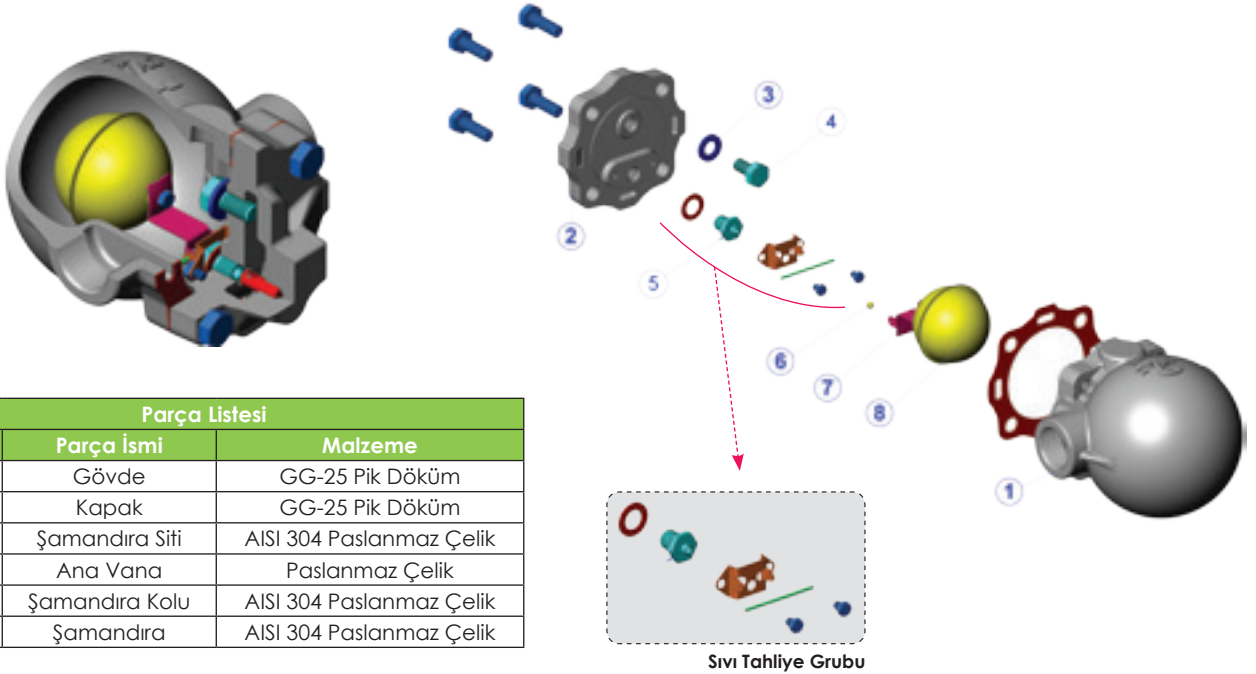 3
4
2
5
6
7
8
1
Parça Listesi
Parça İsmi Malzeme
Gövde GG-25 Pik Döküm
Kapak GG-25 Pik Döküm
Şamandıra Siti AISI 304 Paslanmaz Çelik
Ana Vana Paslanmaz Çelik
Şamandıra Kolu AISI 304 Paslanmaz Çelik
Şamandıra AISI 304 Paslanmaz Çelik
Sıvı Tahliye Grubu